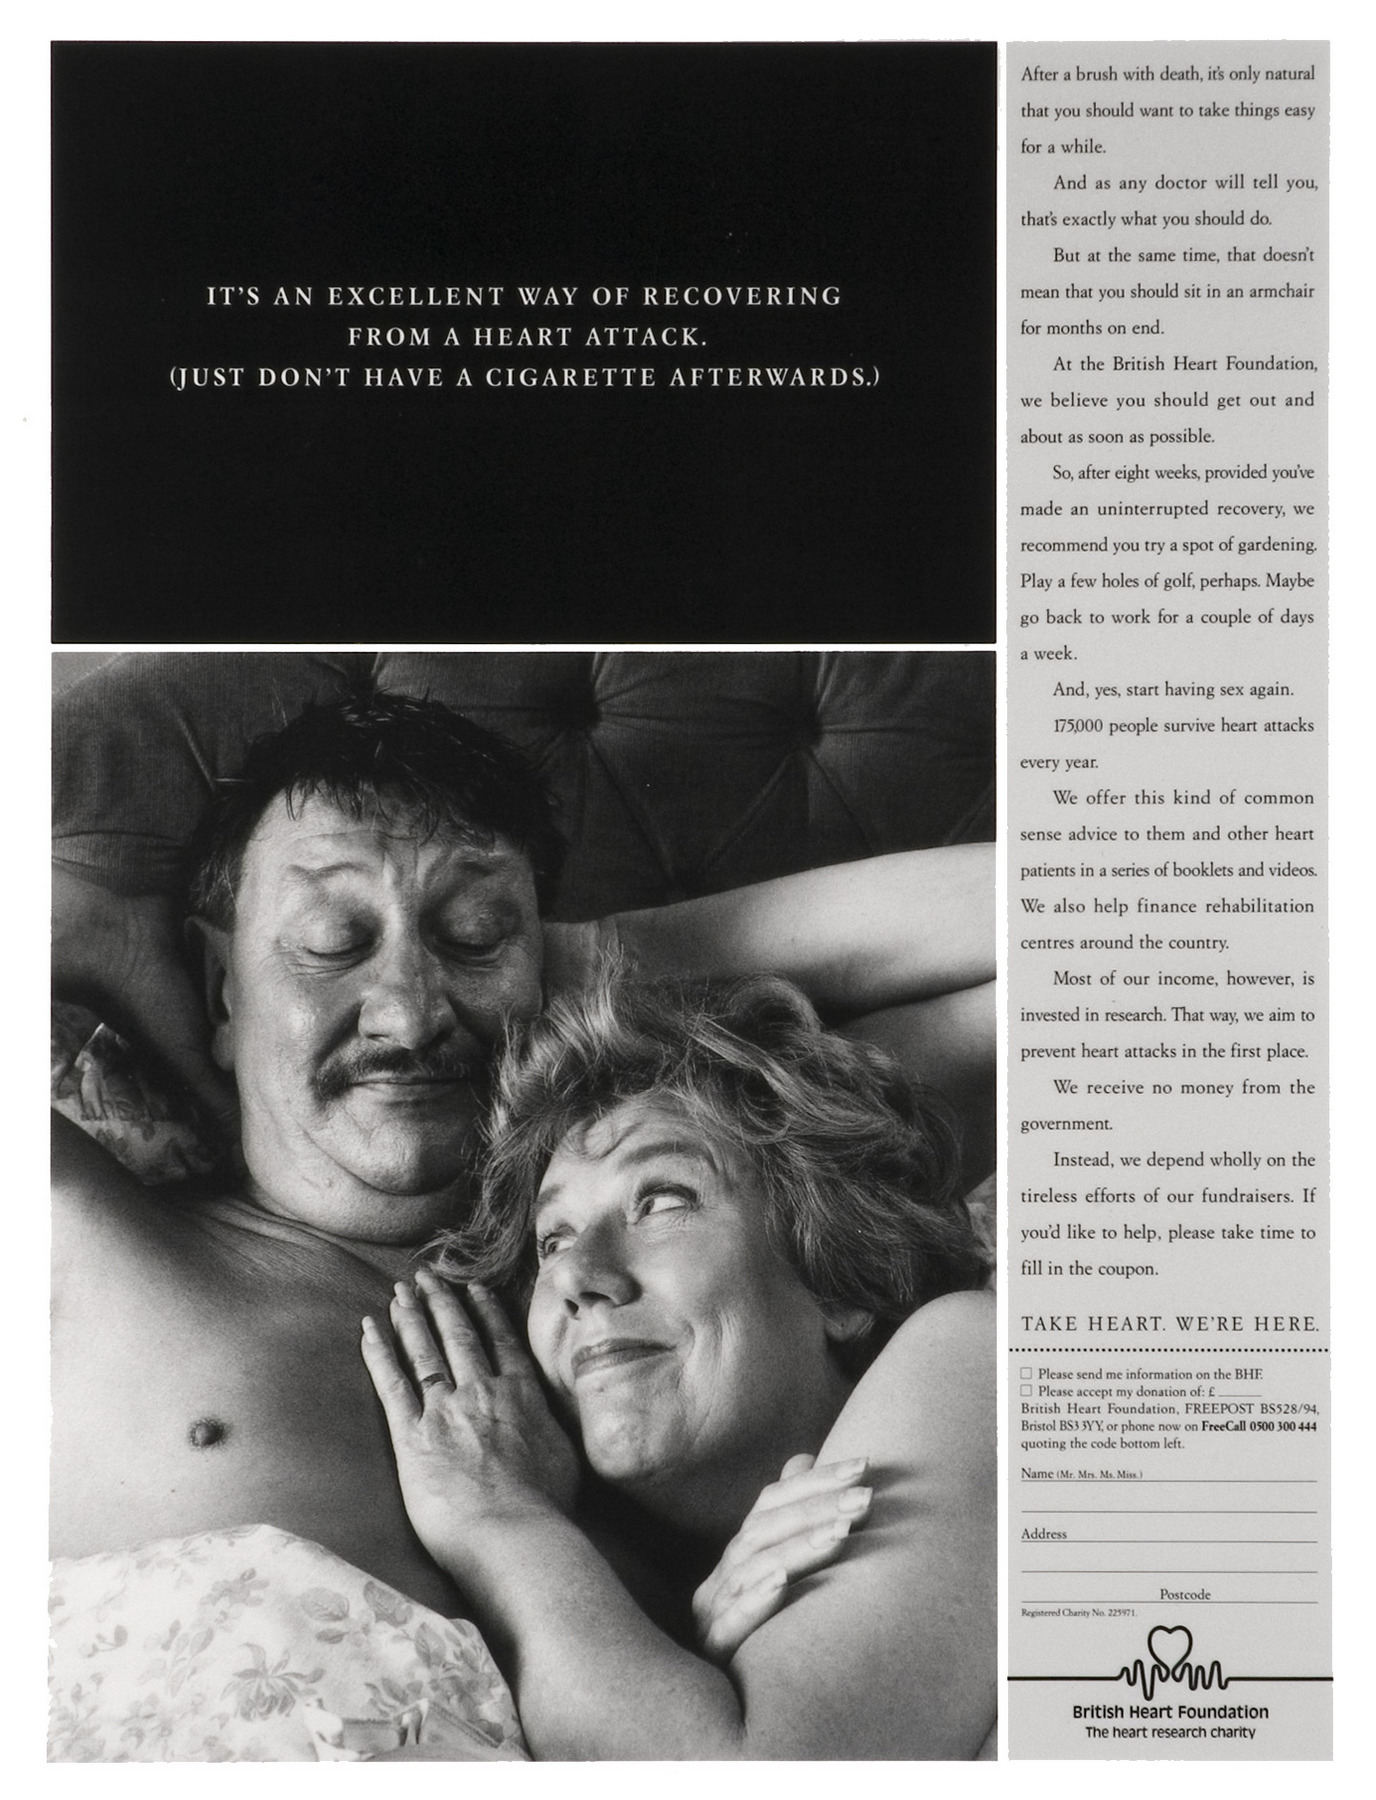 IT'S AN EXCELLENT WAY OF RECOVERING
FROM A HEART ATTACK.
(JUST DON'T HAVE A CIGARETTE AFTERWARDS.)
After a brush with death, it's only natural
that you should want to take things easy
for a while.
And as any doctor will tell you,
that's exactly what you should do.
But at the same time, that doesn't
mean that you should sit in an armchair
for months on end.
At the British Heart Foundation,
we believe you should get out and
about as soon as possible.
So, after eight weeks, provided you've
made an uninterrupted recovery, we
recommend you try a spot of gardening.
Play a few holes of golf, perhaps. Maybe
go back to work for a couple of days
a week.
And, yes, start having sex again.
175,000 people survive heart attacks
every year.
We offer this kind of common
sense advice to them and other heart
patients in a series of booklets and videos.
We also help finance rehabilitation
centres around the country.
Most of our income, however, is
invested in research. That way, we aim to
prevent heart attacks in the first place.
We receive no money from the
government.
Instead, we depend wholly on the
tireless efforts of our fundraisers. If
you'd like to help, please take time to
fill in the coupon.
TAKE HEART. WE'RE HERE.
Please send me information on the BHF.
Please accept my donation of: £
British Heart Foundation, FREEPOST BS528/94,
Bristol BS3 3YY, or phone now on FreeCall 0500 300 444
quoting the code bottom left.
Name (Mr. Mrs. Ms. Miss.)
Address
Postcode
Registered Charity No. 225971.
British Heart Foundation
The heart research charity